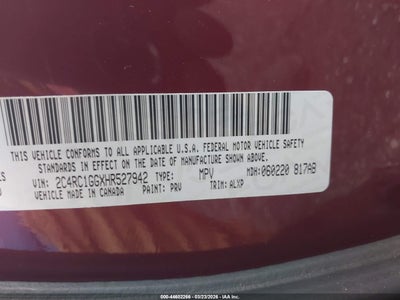 THIS VEHICLE CONFORMS TO ALL APPLICABLE U.S.A. FEDERAL MOTOR VEHICLE SAFETY
STANDARDS IN EFFECT ON THE DATE OF MANUFACTURE SHOWN ABOVE.
VIN: 2C4RC1GGXHR527942 TYPE: MPV MDH: 060220 817AB
VEHICLE MADE IN CANADA PAINT: PRV TRIM: ALXP
000-44602266 - 03/23/2026 - IAA, Inc.